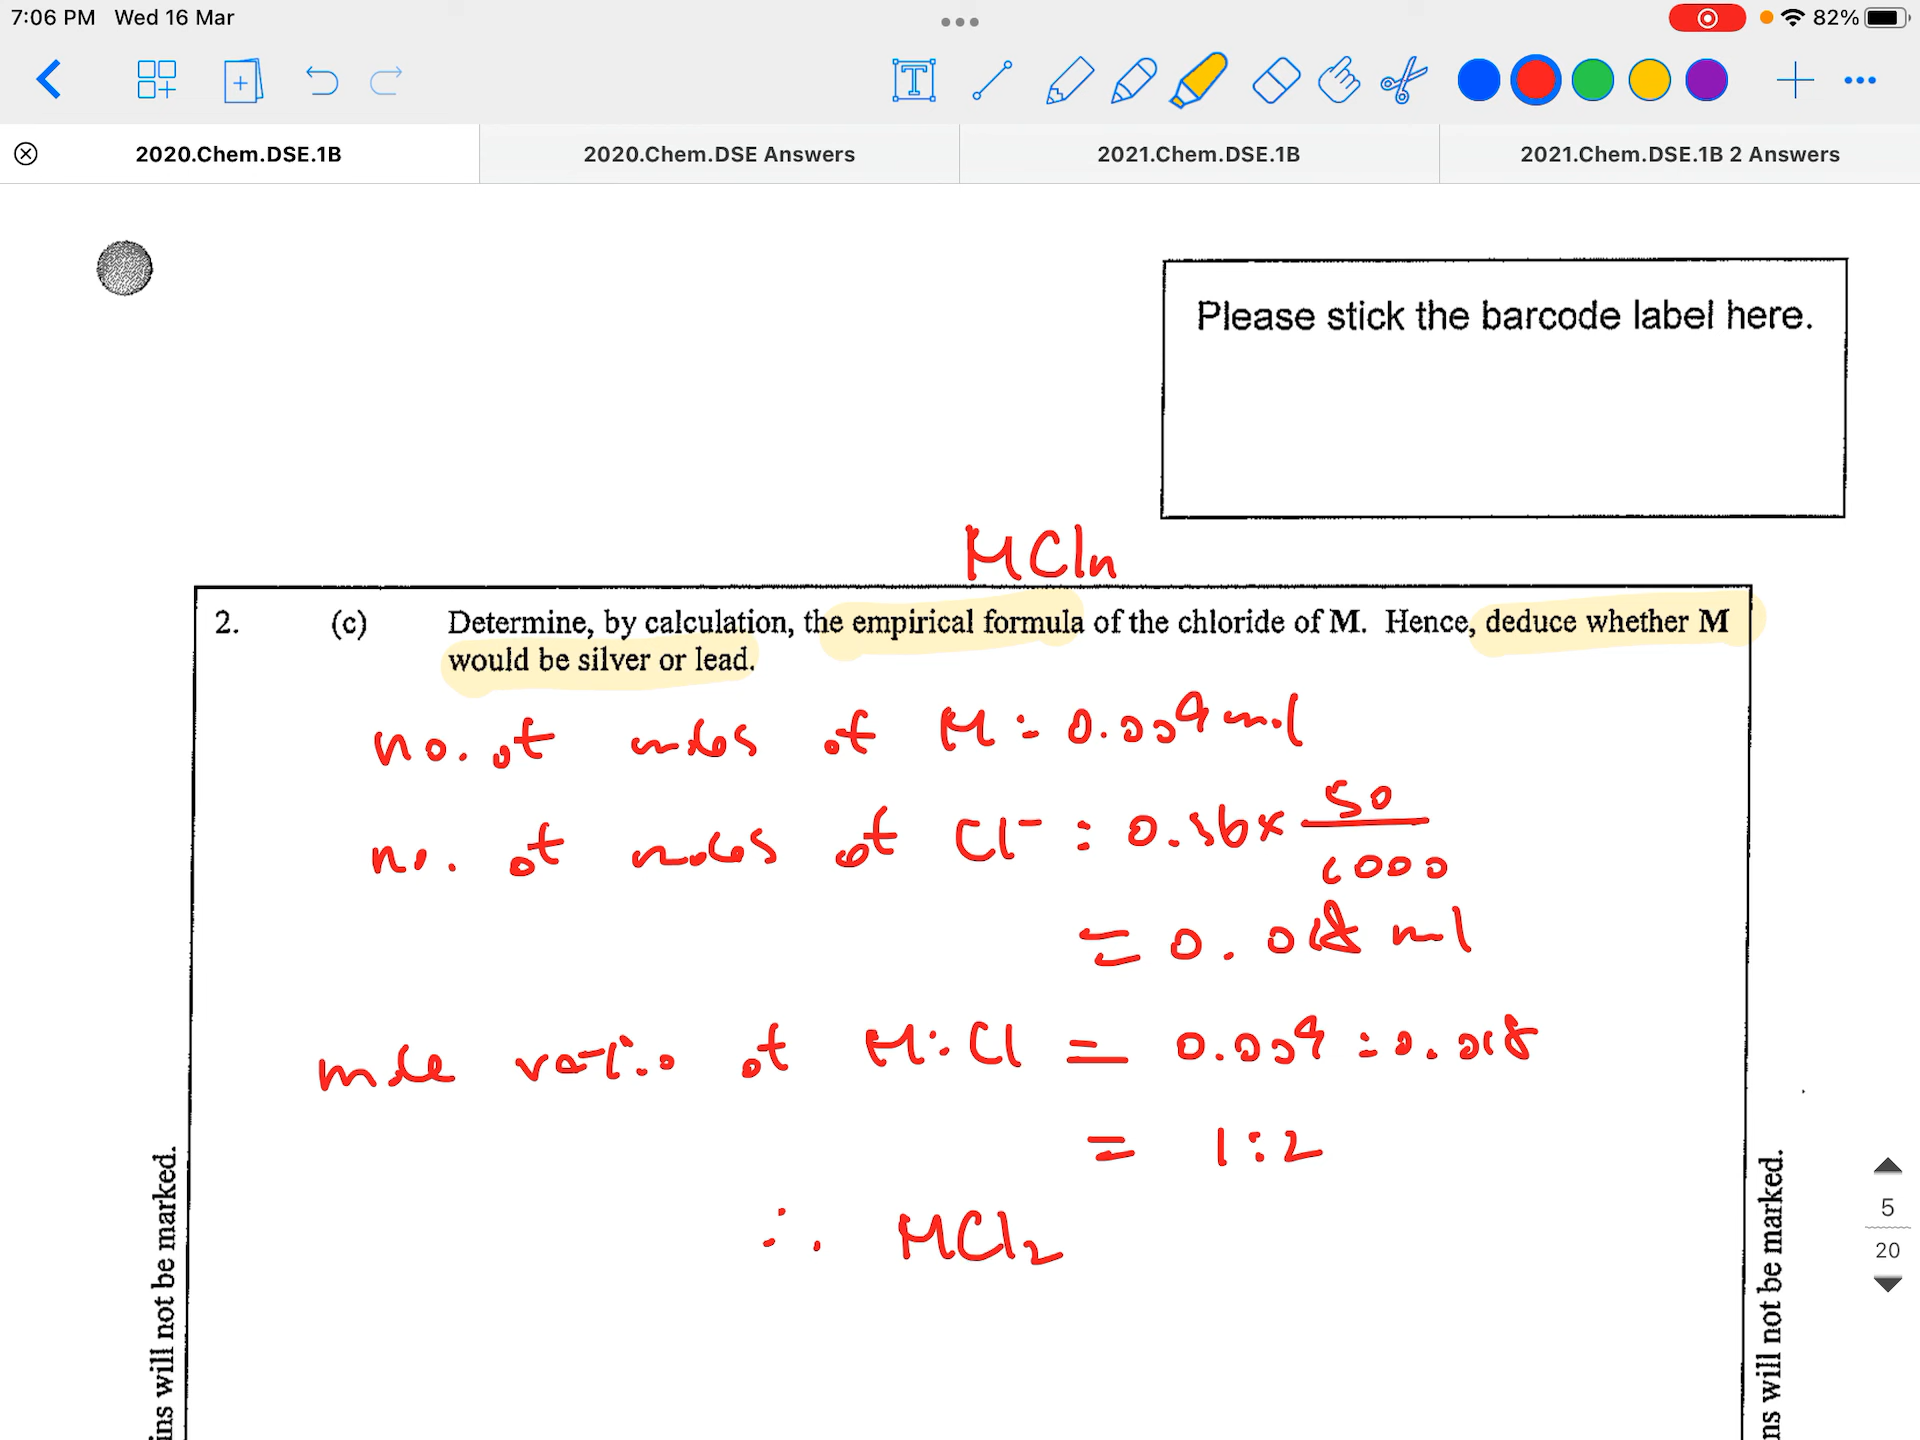 7:06 PM Wed 16 Mar
82%
2020.Chem.DSE.1B
2020.Chem.DSE Answers
2021.Chem.DSE.1B
2021.Chem.DSE.1B 2 Answers
Please stick the barcode label here.
MCln
2. (c) Determine, by calculation, the empirical formula of the chloride of M. Hence, deduce whether M
would be silver or lead.
no. of moles of M = 0.009 mol
no. of moles of Cl⁻ = 0.36 × 50
1000
= 0.018 mol
mole ratio of M:Cl = 0.009 : 0.018
= 1:2
∴ MCl₂
ins will not be marked.
ns will not be marked.
5
20